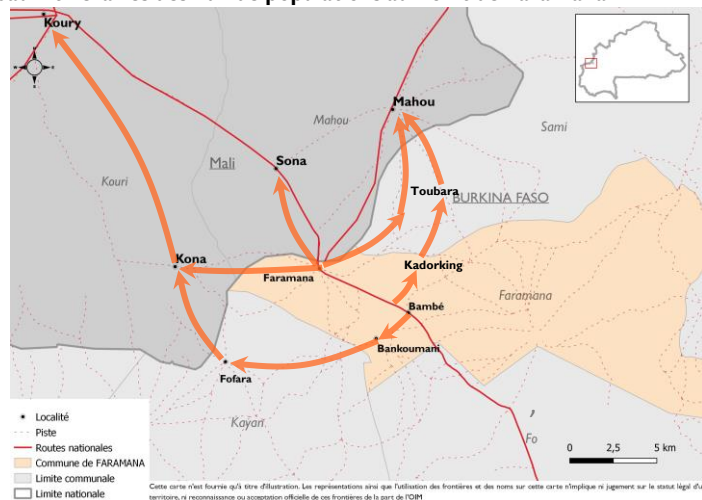 Koury
Mahou
Mahou
Sami
Sona
Mali
Kouri
Toubara
BURKINA FASO
Kona
Kadorking
Faramana
Faramana
Bambé
Bankoumani
Fofara
Kayan
Fo
Localité
Piste
Routes nationales
Commune de FARAMANA
Limite communale
Limite nationale
0 2,5 5 km
Cette carte n'est fournie qu'à titre d'illustration. Les représentations ainsi que l'utilisation des frontières et des noms sur cette carte n'implique ni jugement sur le statut légal d'u
territoire, ni reconnaissance ou acceptation officielle de ces frontières de la part de l'OIM